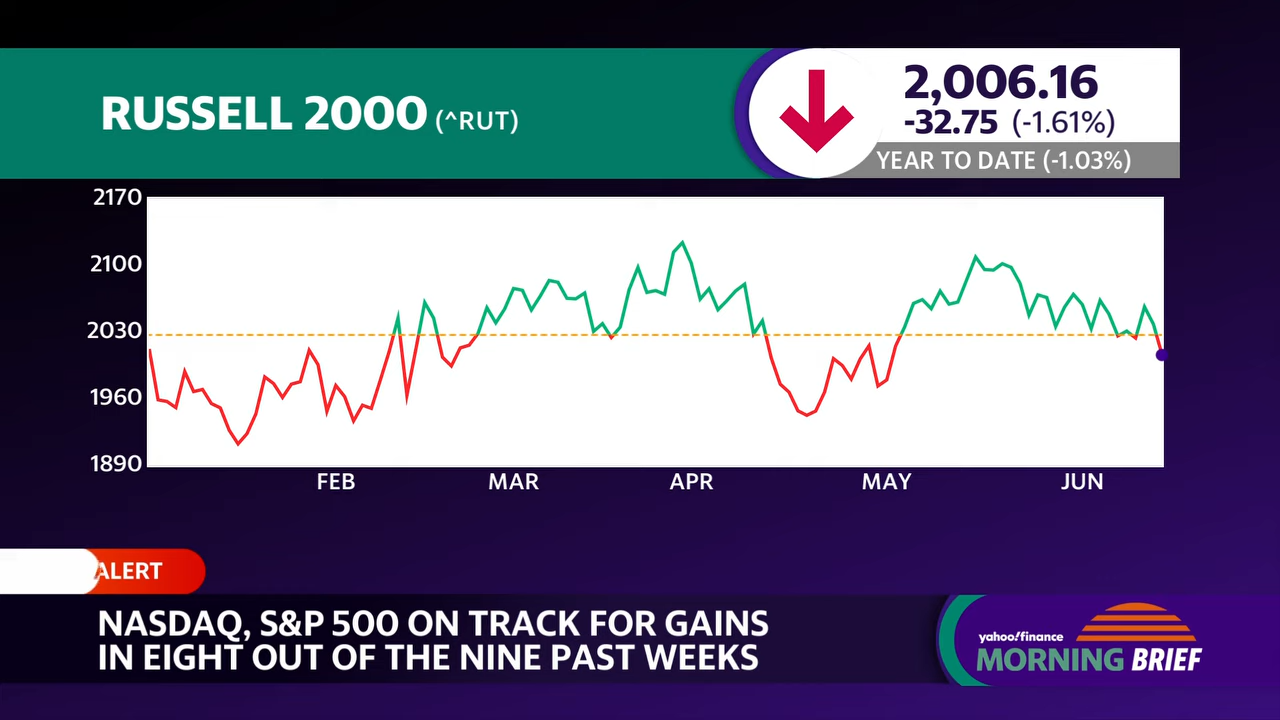 RUSSELL 2000 (^RUT)
2,006.16
-32.75 (-1.61%)
YEAR TO DATE (-1.03%)
2170
2100
2030
1960
1890
FEB MAR APR MAY JUN
ALERT
NASDAQ, S&P 500 ON TRACK FOR GAINS
IN EIGHT OUT OF THE NINE PAST WEEKS
yahoo!finance
MORNING BRIEF